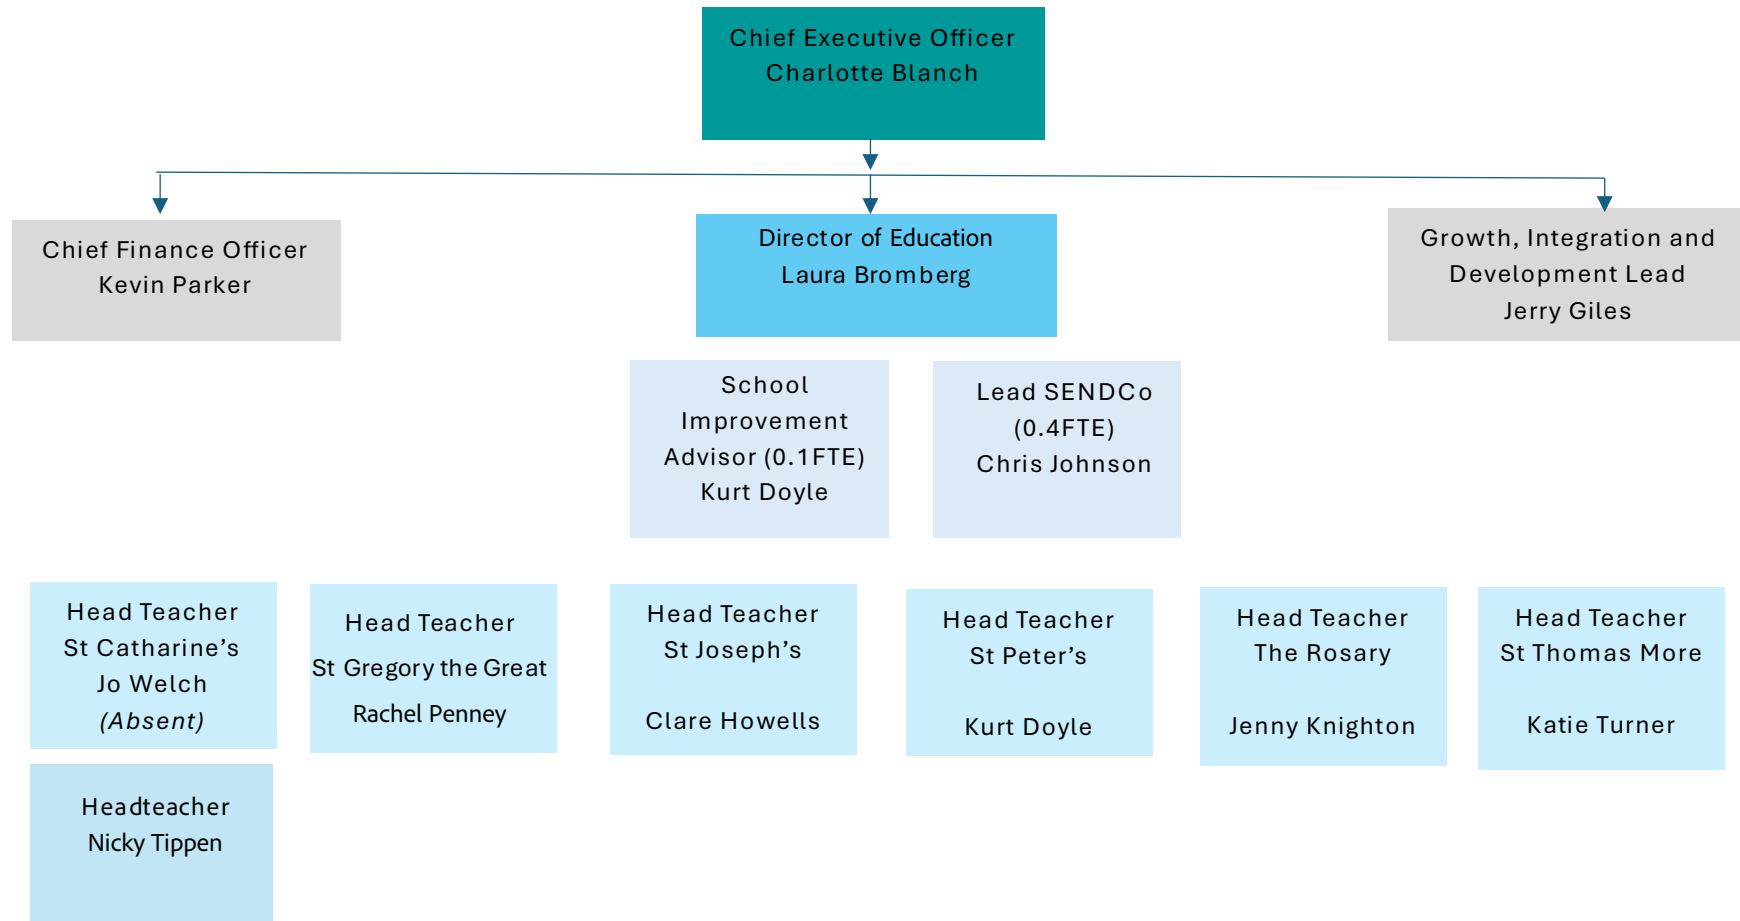 Chief Executive Officer
Charlotte Blanch
Chief Finance Officer
Kevin Parker
Director of Education
Laura Bromberg
Growth, Integration and
Development Lead
Jerry Giles
School
Improvement
Advisor (0.1FTE)
Kurt Doyle
Lead SENDCo
(0.4FTE)
Chris Johnson
Head Teacher
St Catharine’s
Jo Welch
(Absent)
Head Teacher
St Gregory the Great
Rachel Penney
Head Teacher
St Joseph’s
Clare Howells
Head Teacher
St Peter’s
Kurt Doyle
Head Teacher
The Rosary
Jenny Knighton
Head Teacher
St Thomas More
Katie Turner
Headteacher
Nicky Tippen